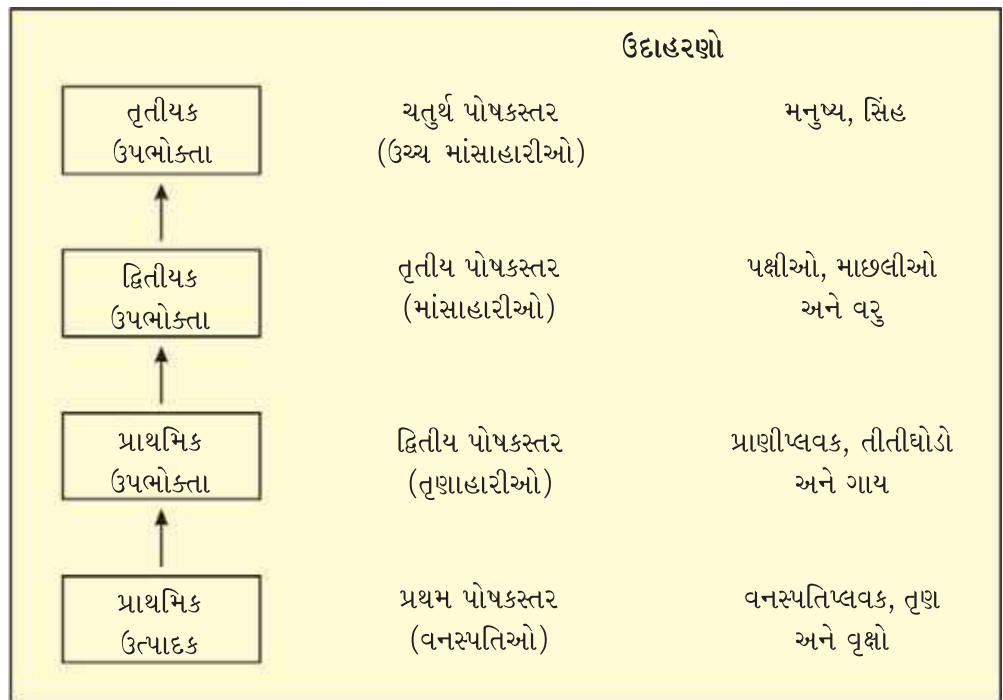 ઉદાહરણો
તૃતીયક
ઉપભોક્તા
ચતુર્થ પોષકસ્તર
(ઉચ્ચ માંસાહારીઓ)
મનુષ્ય, સિંહ
દ્વિતીયક
ઉપભોક્તા
તૃતીય પોષકસ્તર
(માંસાહારીઓ)
પક્ષીઓ, માછલીઓ
અને વરુ
પ્રાથમિક
ઉપભોક્તા
દ્વિતીય પોષકસ્તર
(તૃણાહારીઓ)
પ્રાણીપ્લવક, તીતીઘોડો
અને ગાય
પ્રાથમિક
ઉત્પાદક
પ્રથમ પોષકસ્તર
(વનસ્પતિઓ)
વનસ્પતિપ્લવક, તૃણ
અને વૃક્ષો